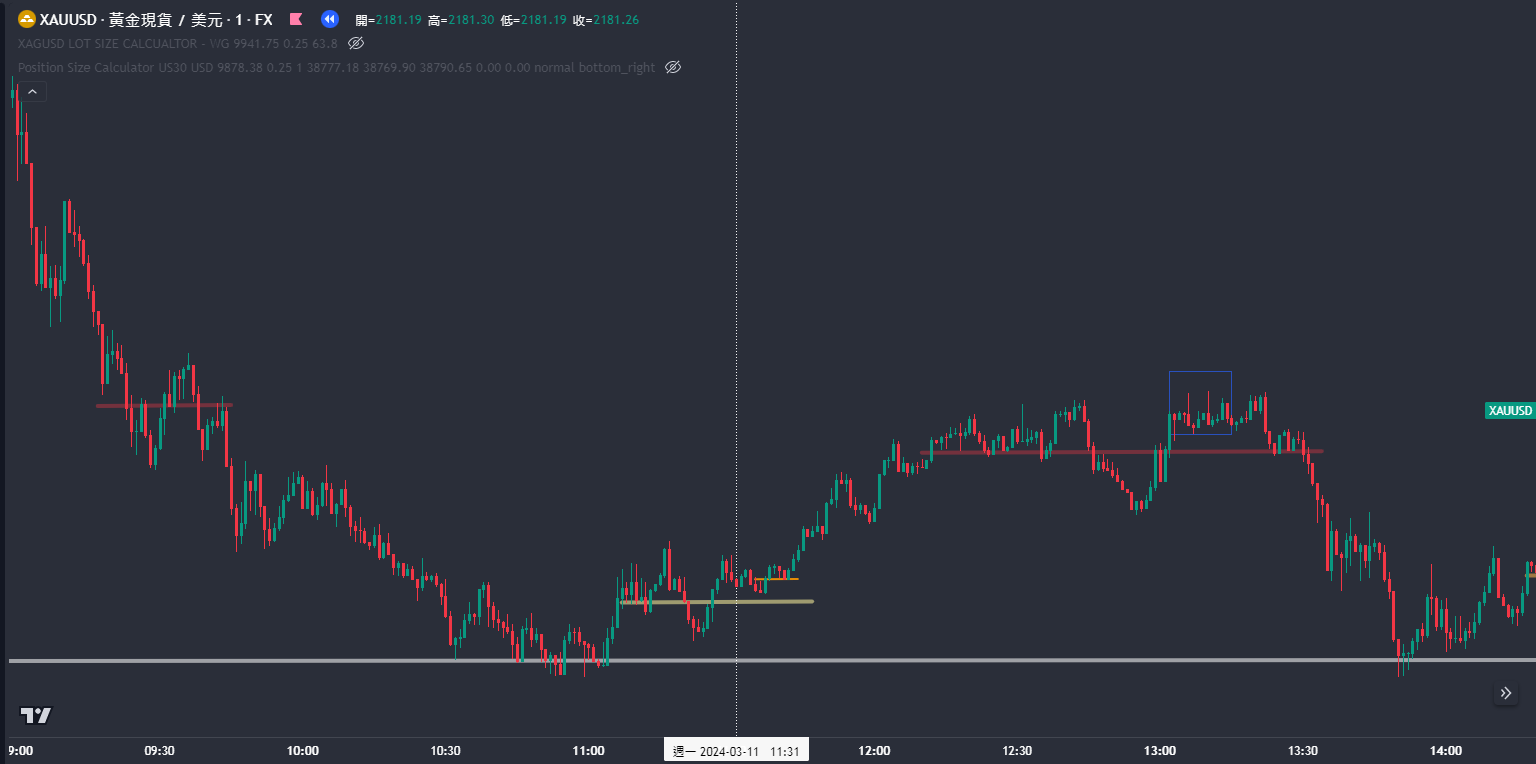 XAUUSD · 黃金現貨 / 美元 · 1 · FX 開=2181.19 高=2181.30 低=2181.19 收=2181.26
XAGUSD LOT SIZE CALCUALTOR - WG 9941.75 0.25 63.8
Position Size Calculator US30 USD 9878.38 0.25 1 38777.18 38769.90 38790.65 0.00 0.00 normal bottom_right
XAUUSD
9:00 09:30 10:00 10:30 11:00 週一 2024-03-11 11:31 12:00 12:30 13:00 13:30 14:00